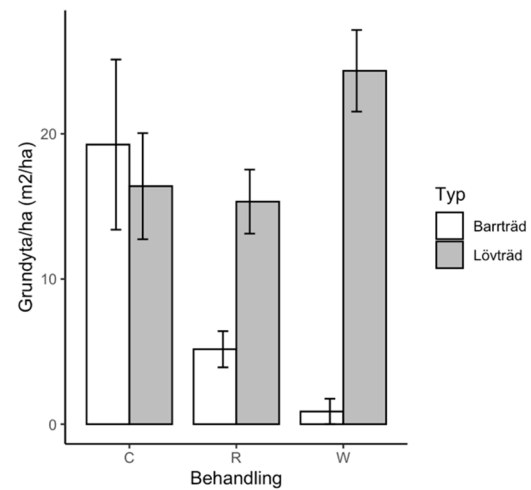 Grundyta/ha (m2/ha)
20
10
0
C R W
Behandling
Typ
Barrträd
Lövträd